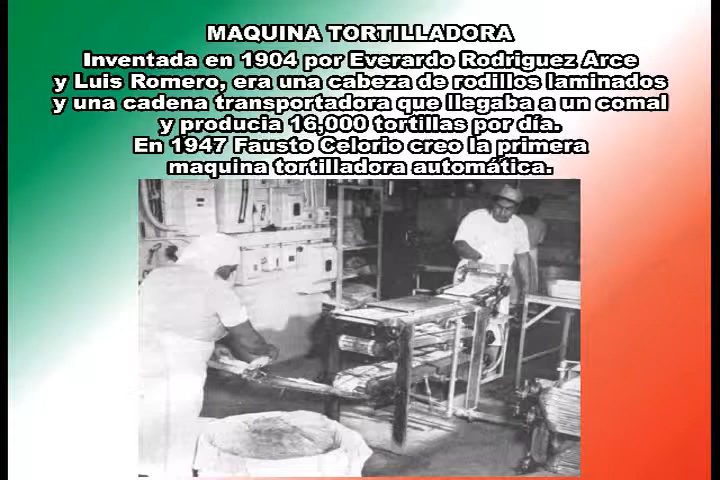 MAQUINA TORTILLADORA
Inventada en 1904 por Everardo Rodriguez Arce
y Luis Romero, era una cabeza de rodillos laminados
y una cadena transportadora que llegaba a un comal
y producia 16,000 tortillas por día.
En 1947 Fausto Celorio creo la primera
maquina tortilladora automática.